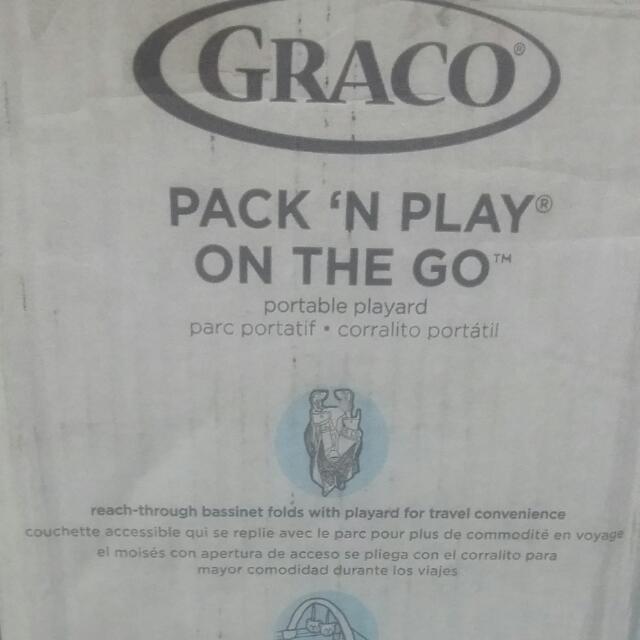 GRACO®
PACK 'N PLAY®
ON THE GO™
portable playard
parc portatif • corralito portátil
reach-through bassinet folds with playard for travel convenience
couchette accessible qui se replie avec le parc pour plus de commodité en voyage
el moisés con apertura de acceso se pliega con el corralito para
mayor comodidad durante los viajes